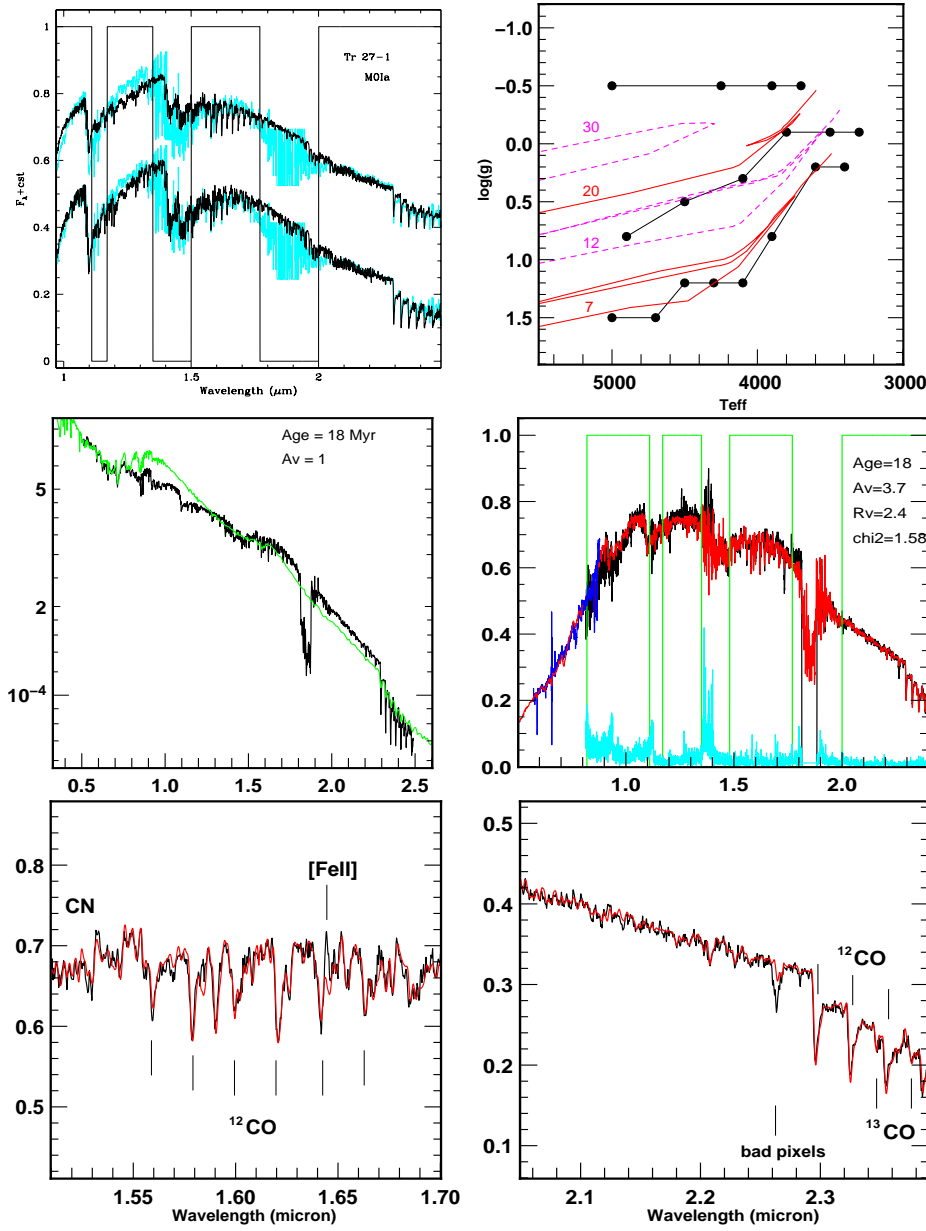 Tr 27-1
M0Ia
1
0.8
0.6
0.4
0.2
0
1
1.5
2
F_λ+cst
Wavelength (μm)
−1.0
−0.5
0.0
0.5
1.0
1.5
log(g)
30
20
12
7
5000
4000
3000
Teff
Age = 18 Myr
Av = 1
5
2
10⁻⁴
0.5
1.0
1.5
2.0
2.5
1.0
0.8
0.6
0.4
0.2
0.0
Age=18
Av=3.7
Rv=2.4
chi2=1.58
1.0
1.5
2.0
0.8
0.7
0.6
0.5
CN
[FeII]
¹²CO
1.55
1.60
1.65
1.70
Wavelength (micron)
0.5
0.4
0.3
0.2
0.1
¹²CO
¹³CO
bad pixels
2.1
2.2
2.3
Wavelength (micron)